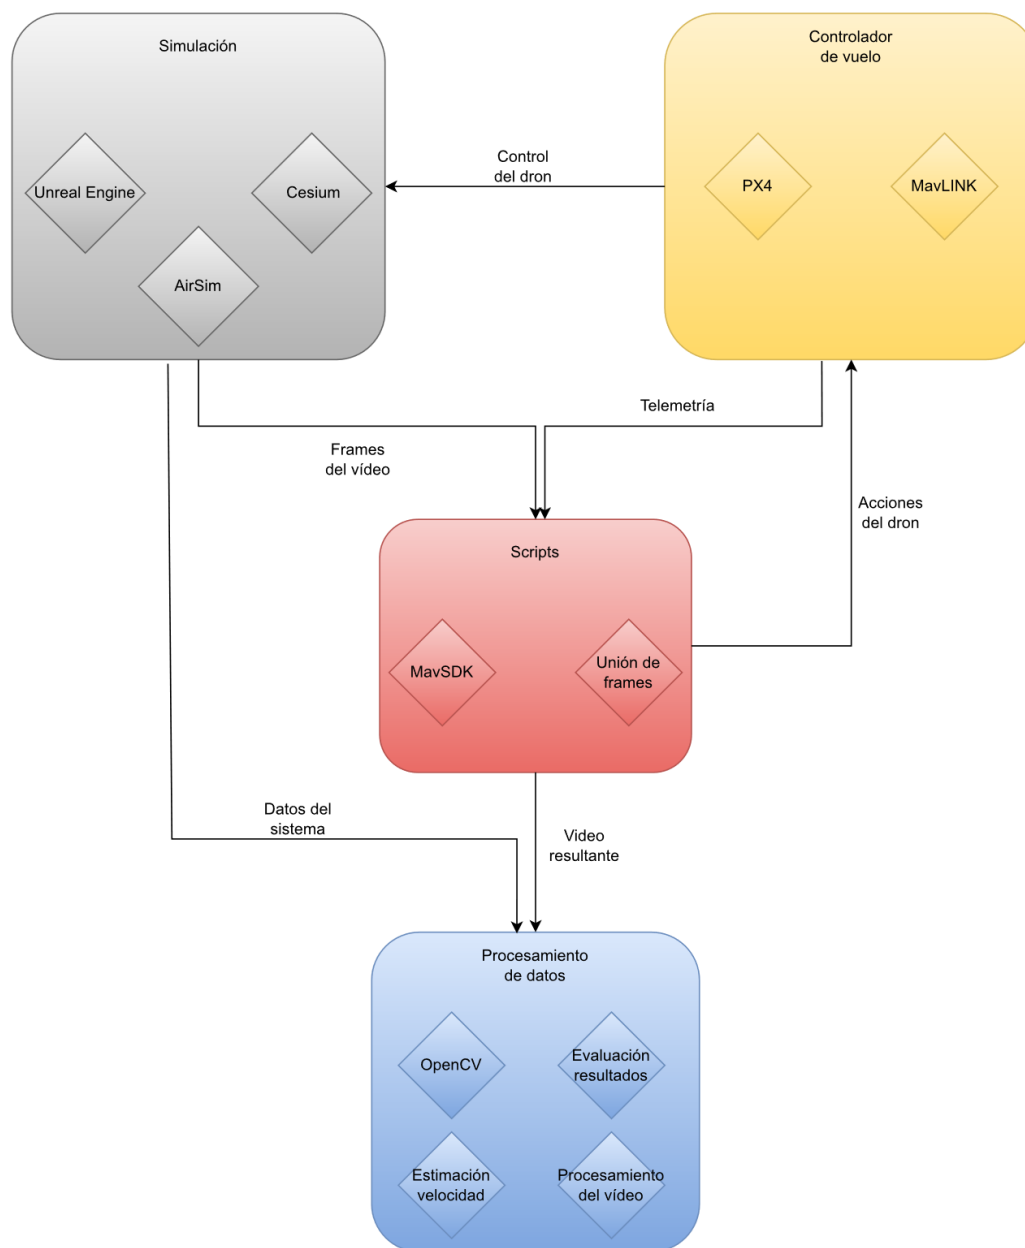 Simulación
Controlador
de vuelo
Unreal Engine
Cesium
AirSim
Control
del dron
PX4
MavLINK
Frames
del vídeo
Telemetría
Acciones
del dron
Scripts
MavSDK
Unión de
frames
Datos del
sistema
Video
resultante
Procesamiento
de datos
OpenCV
Evaluación
resultados
Estimación
velocidad
Procesamiento
del vídeo